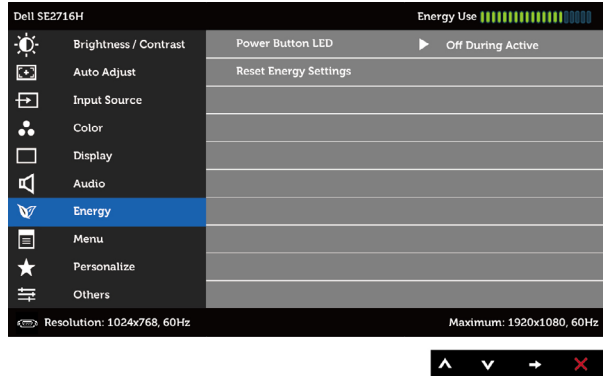 Dell SE2716H Energy Use
Brightness / Contrast Power Button LED Off During Active
Auto Adjust Reset Energy Settings
Input Source
Color
Display
Audio
Energy
Menu
Personalize
Others
Resolution: 1024x768, 60Hz Maximum: 1920x1080, 60Hz